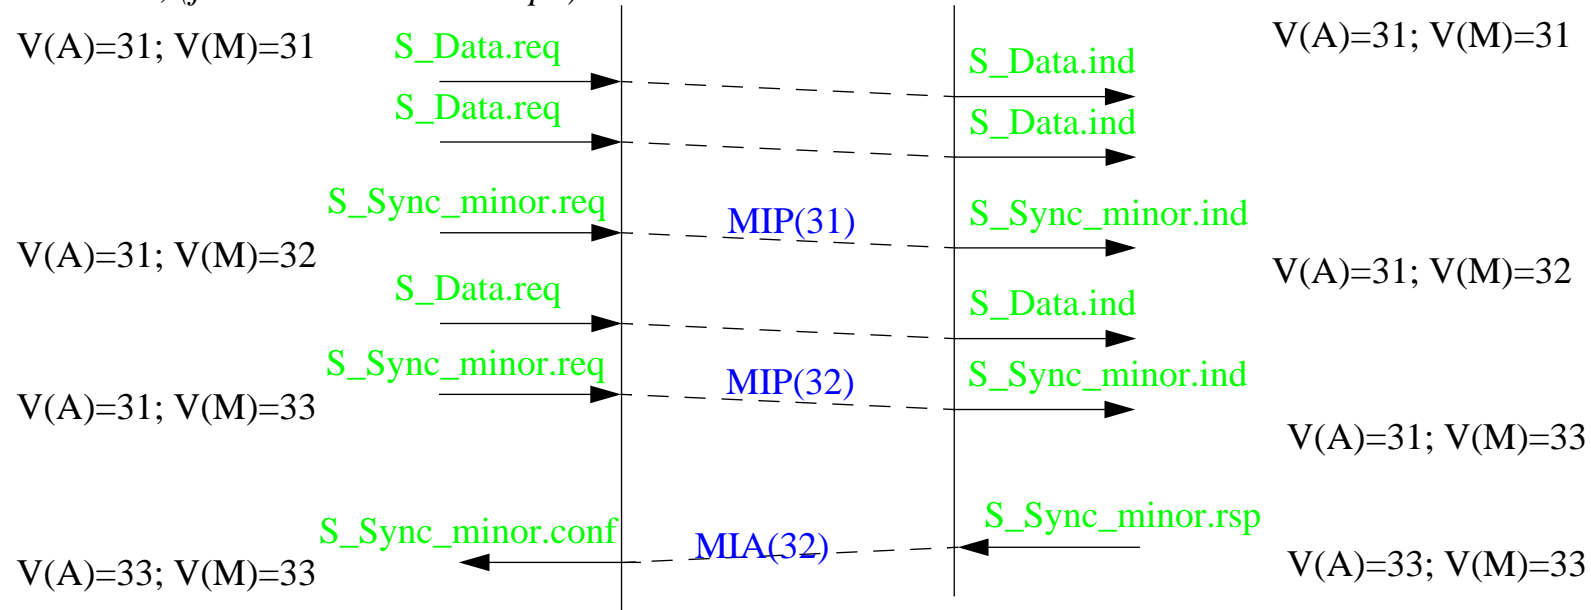 V(A)=31; V(M)=31 S_Data.req S_Data.ind V(A)=31; V(M)=31
S_Data.req S_Data.ind
S_Sync_minor.req MIP(31) S_Sync_minor.ind
V(A)=31; V(M)=32 V(A)=31; V(M)=32
S_Data.req S_Data.ind
S_Sync_minor.req MIP(32) S_Sync_minor.ind
V(A)=31; V(M)=33 V(A)=31; V(M)=33
S_Sync_minor.conf MIA(32) S_Sync_minor.rsp
V(A)=33; V(M)=33 V(A)=33; V(M)=33